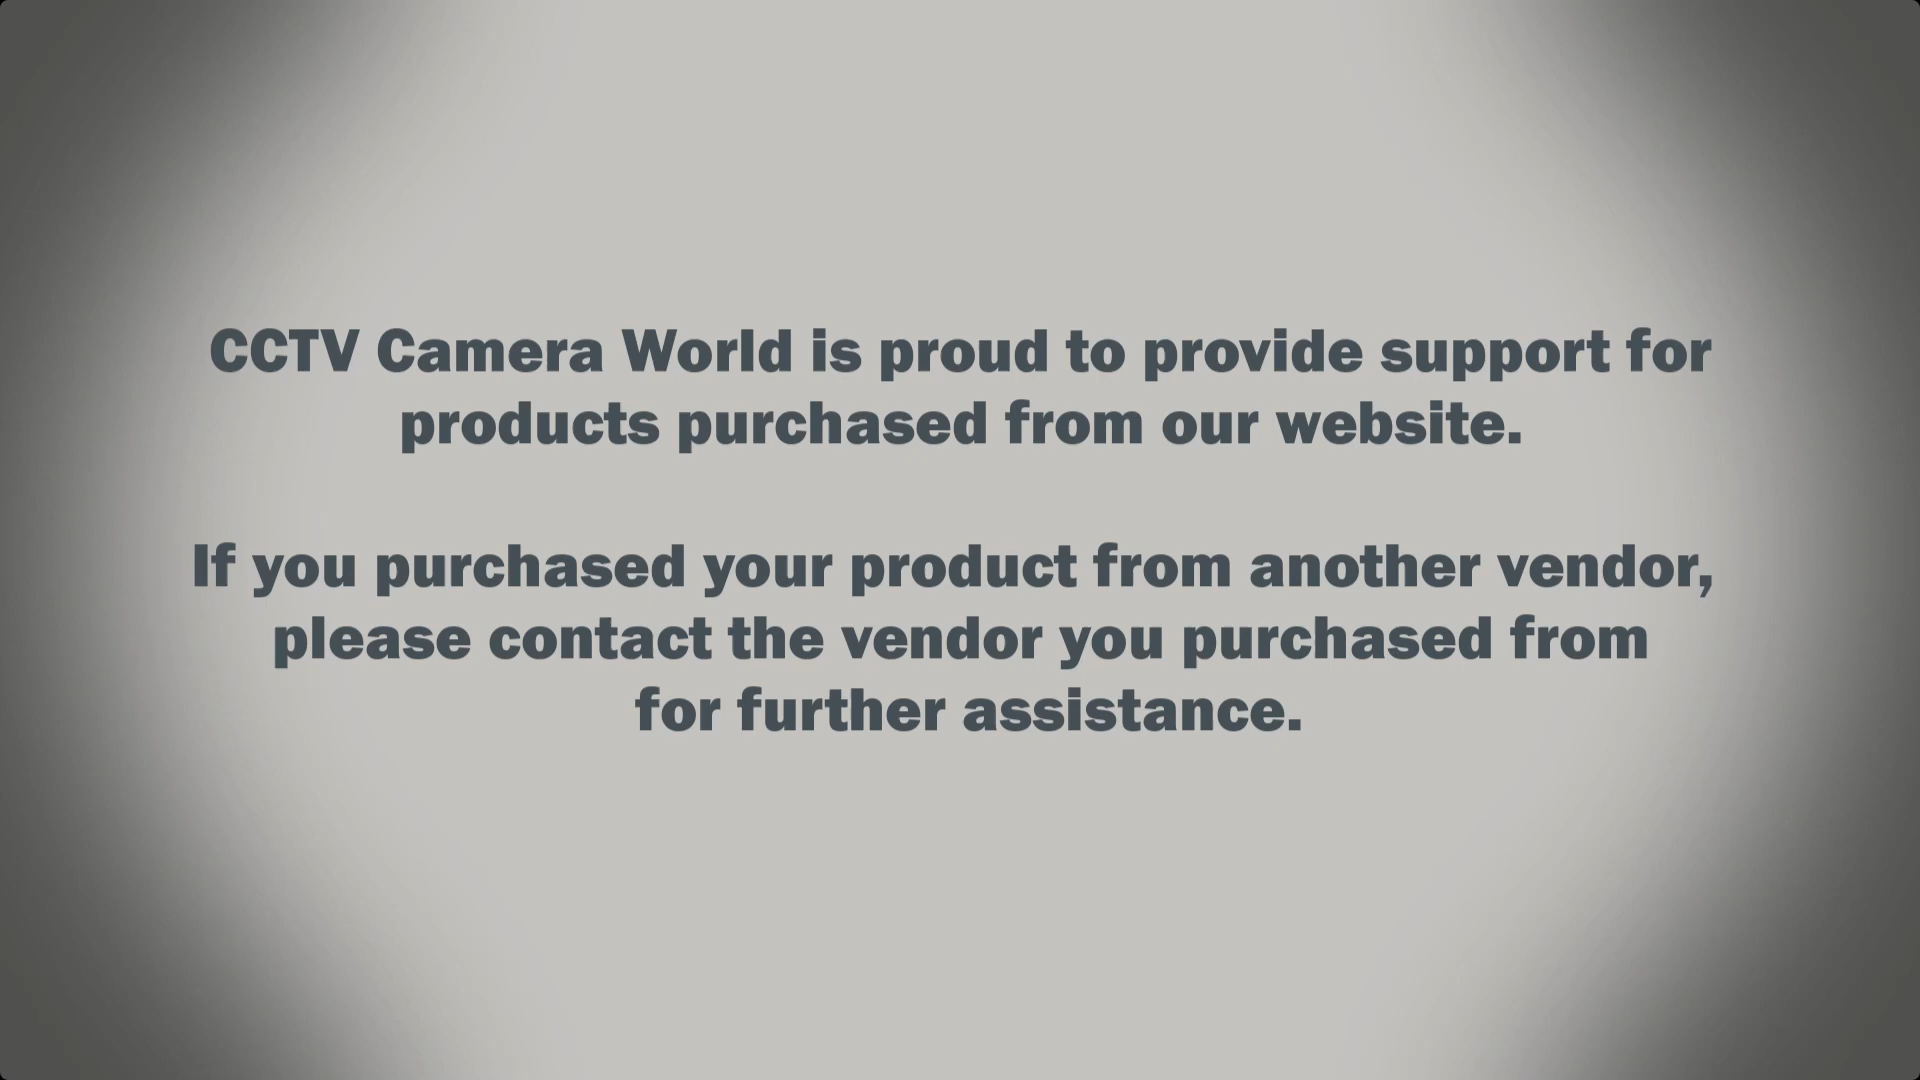 CCTV Camera World is proud to provide support for
products purchased from our website.
If you purchased your product from another vendor,
please contact the vendor you purchased from
for further assistance.